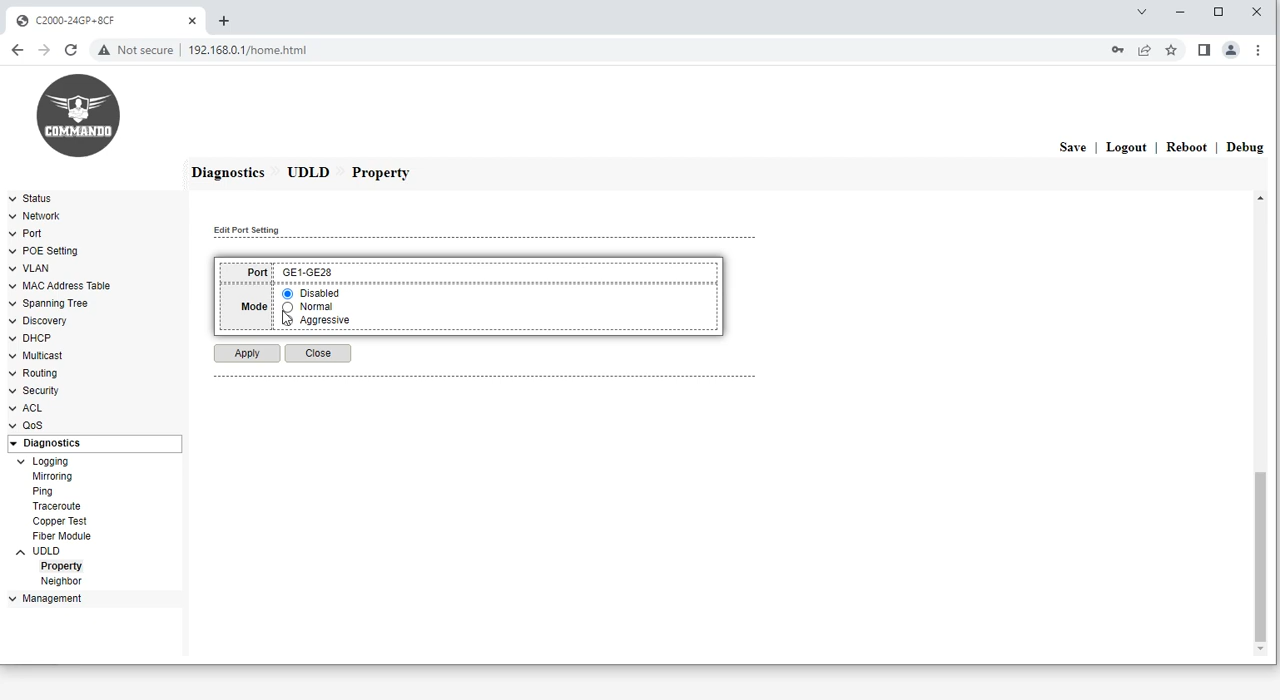 C2000-24GP+8CF
Not secure
192.168.0.1/home.html
COMMANDO
Save | Logout | Reboot | Debug
Diagnostics UDLD Property
Status
Network
Port
POE Setting
VLAN
MAC Address Table
Spanning Tree
Discovery
DHCP
Multicast
Routing
Security
ACL
QoS
Diagnostics
Logging
Mirroring
Ping
Traceroute
Copper Test
Fiber Module
UDLD
Property
Neighbor
Management
Edit Port Setting
Port GE1-GE28
Mode
Disabled
Normal
Aggressive
Apply Close